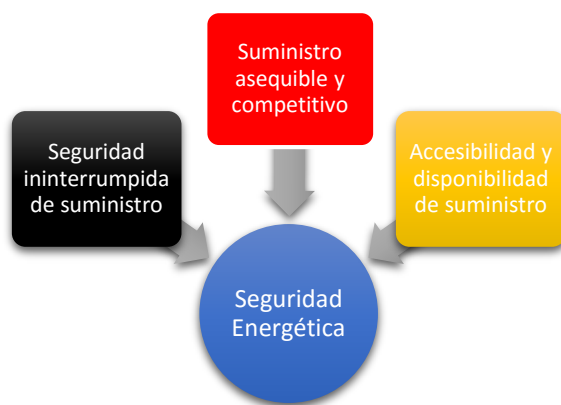 Suministro
asequible y
competitivo
Seguridad
ininterrumpida
de suministro
Accesibilidad y
disponibilidad
de suministro
Seguridad
Energética